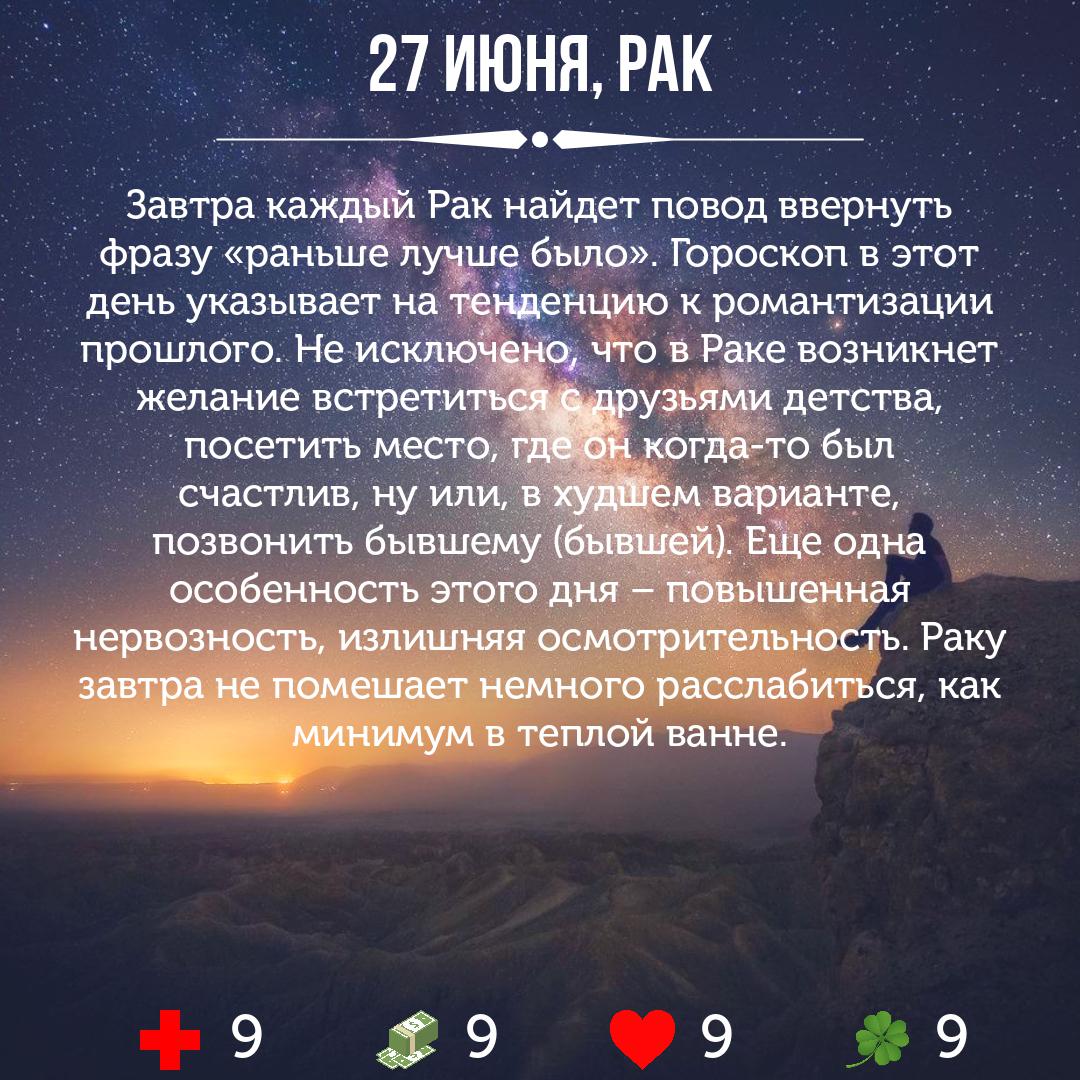 27 ИЮНЯ, РАК
Завтра каждый Рак найдет повод ввернуть
фразу «раньше лучше было». Гороскоп в этот
день указывает на тенденцию к романтизации
прошлого. Не исключено, что в Раке возникнет
желание встретиться с друзьями детства,
посетить место, где он когда-то был
счастлив, ну или, в худшем варианте,
позвонить бывшему (бывшей). Еще одна
особенность этого дня – повышенная
нервозность, излишняя осмотрительность. Раку
завтра не помешает немного расслабиться, как
минимум в теплой ванне.
9 9 9 9